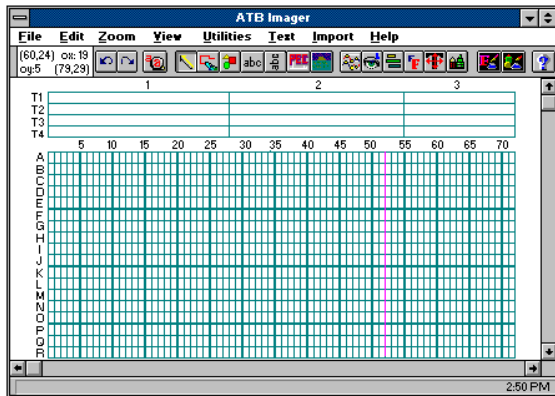 ATB Imager
File Edit Zoom View Utilities Text Import Help
(60,24) ox: 19
oy:5 (79,29)
abc abc REC
1 2 3
T1
T2
T3
T4
5 10 15 20 25 30 35 40 45 50 55 60 65 70
A
B
C
D
E
F
G
H
I
J
K
L
M
N
O
P
Q
R
2:50 PM